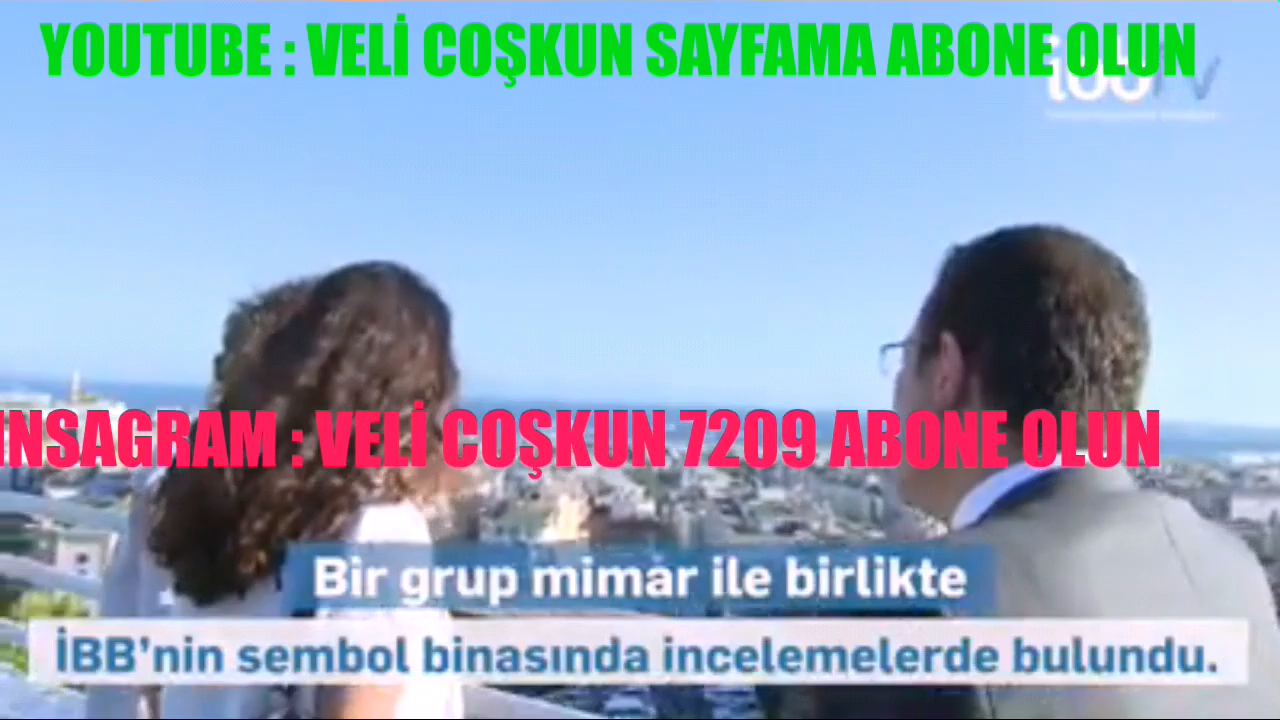 YOUTUBE : VELİ COŞKUN SAYFAMA ABONE OLUN
INSAGRAM : VELİ COŞKUN 7209 ABONE OLUN
Bir grup mimar ile birlikte
İBB'nin sembol binasında incelemelerde bulundu.